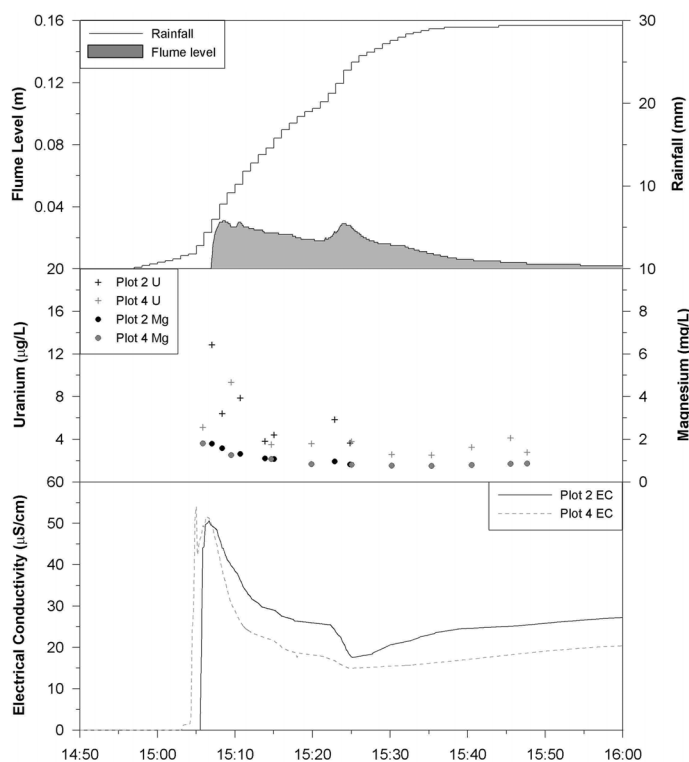 0.16
0.12
0.08
0.04
20
Flume Level (m)
Rainfall
Flume level
30
20
10
10
Rainfall (mm)
16
12
8
4
60
Uranium (µg/L)
Plot 2 U
Plot 4 U
Plot 2 Mg
Plot 4 Mg
8
6
4
2
0
Magnesium (mg/L)
50
40
30
20
10
0
Electrical Conductivity (µS/cm)
Plot 2 EC
Plot 4 EC
14:50 15:00 15:10 15:20 15:30 15:40 15:50 16:00